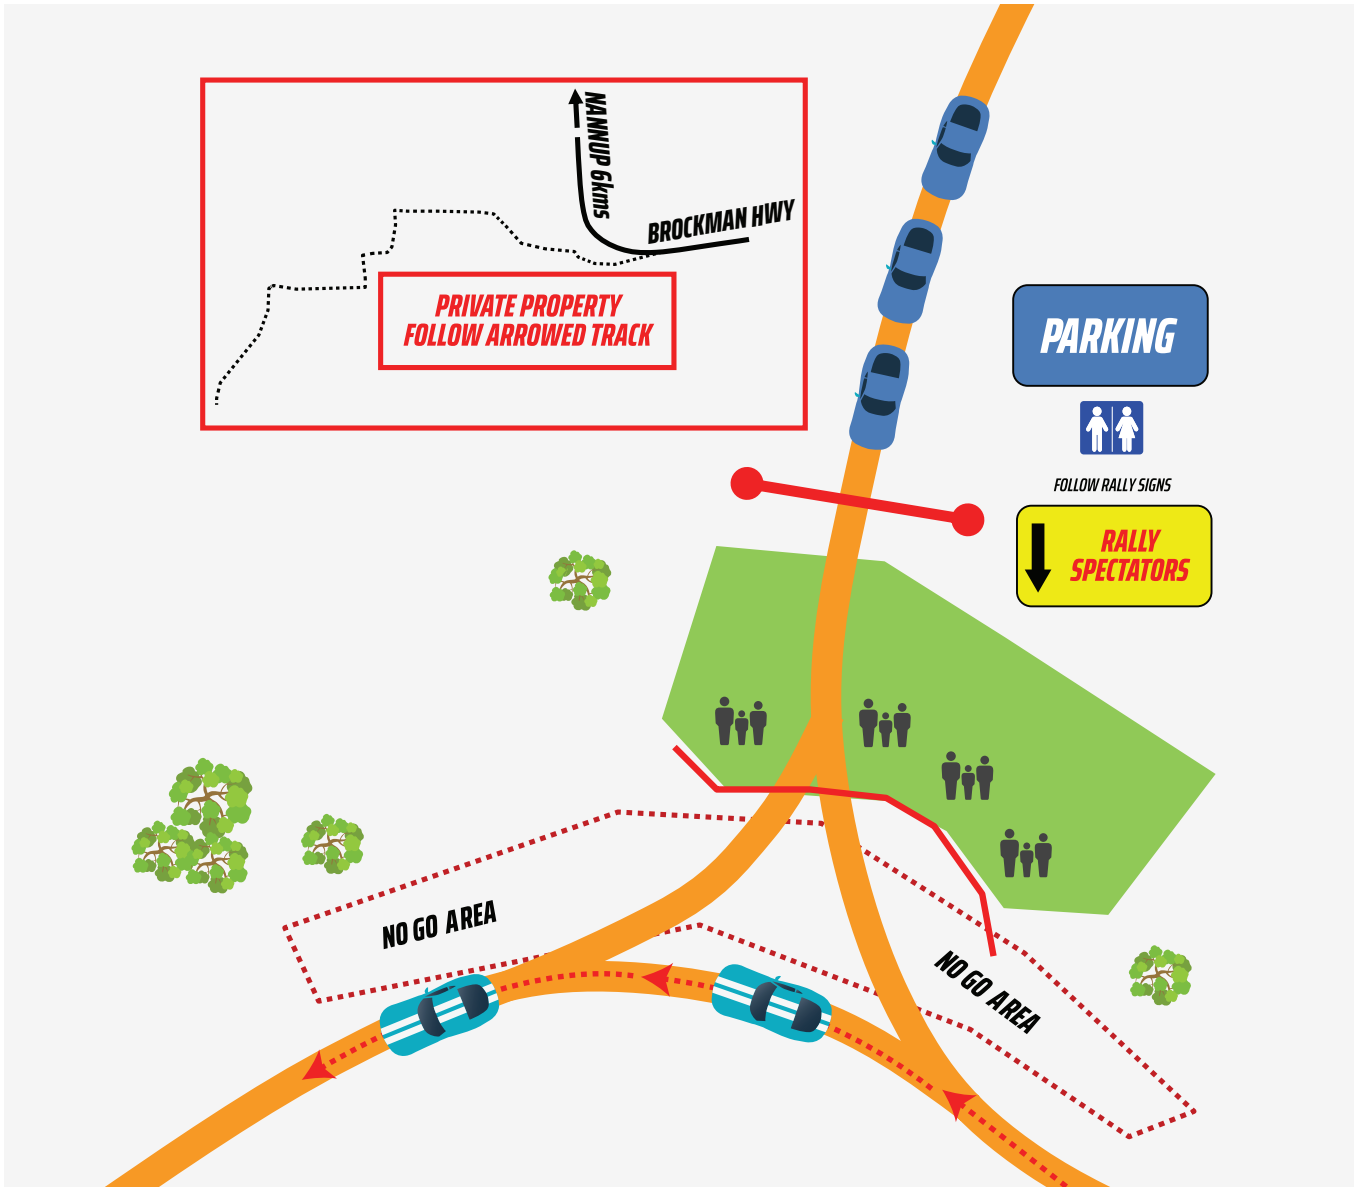 NANNUP 6kms
BROCKMAN HWY
PRIVATE PROPERTY
FOLLOW ARROWED TRACK
PARKING
FOLLOW RALLY SIGNS
RALLY
SPECTATORS
NO GO AREA
NO GO AREA